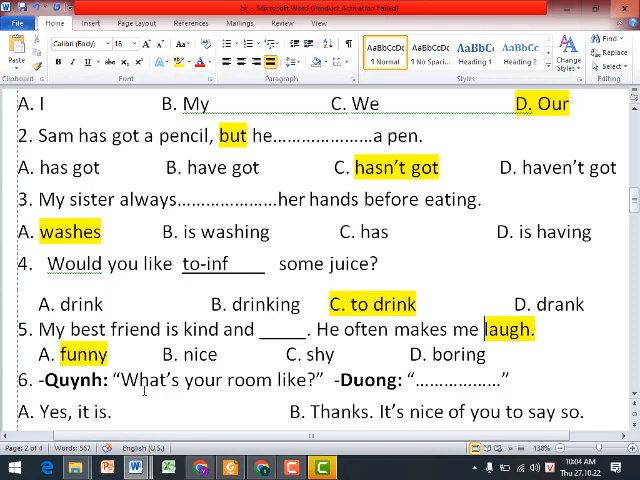 bt - Microsoft Word (Product Activation Failed)
File Home Insert Page Layout References Mailings Review View
Calibri (Body) 18
AaBbCcDc AaBbCcDc AaBbC AaBbCc
¶ Normal ¶ No Spaci... Heading 1 Heading 2
Change Styles
Find
Replace
Select
Paste
Clipboard Font Paragraph Styles Editing
A. I B. My C. We D. Our
2. Sam has got a pencil, but he…………………a pen.
A. has got B. have got C. hasn’t got D. haven’t got
3. My sister always…………………her hands before eating.
A. washes B. is washing C. has D. is having
4. Would you like to-inf____ some juice?
A. drink B. drinking C. to drink D. drank
5. My best friend is kind and _____. He often makes me laugh.
A. funny B. nice C. shy D. boring
6. -Quynh: “What’s your room like?” -Duong: “………………”
A. Yes, it is. B. Thanks. It’s nice of you to say so.
Page: 2 of 4 Words: 567 English (U.S.) 138%
10:04 AM
Thu 27.10.22